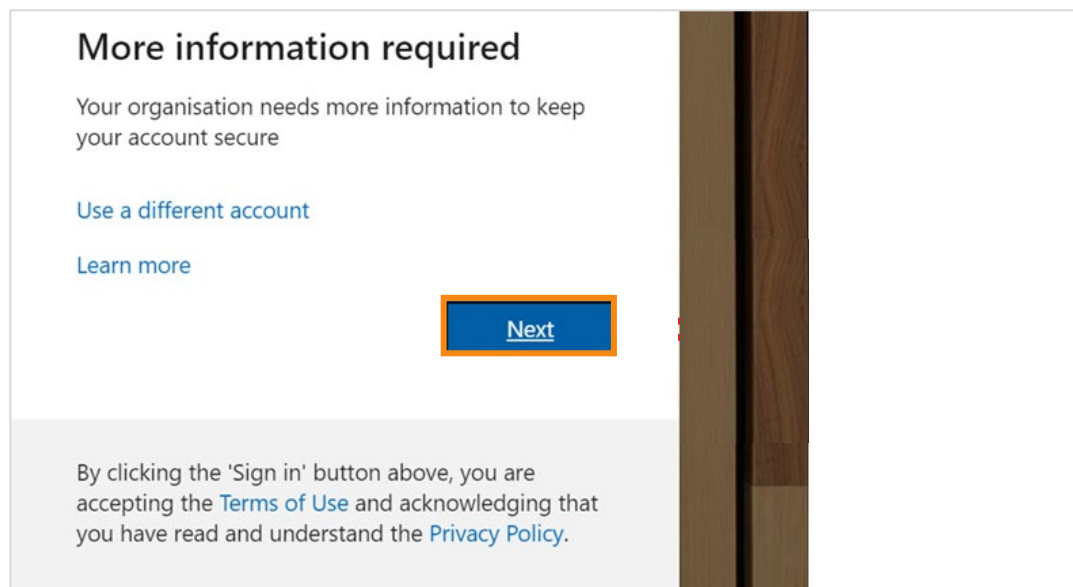 More information required
Your organisation needs more information to keep
your account secure
Use a different account
Learn more
Next
By clicking the 'Sign in' button above, you are
accepting the Terms of Use and acknowledging that
you have read and understand the Privacy Policy.